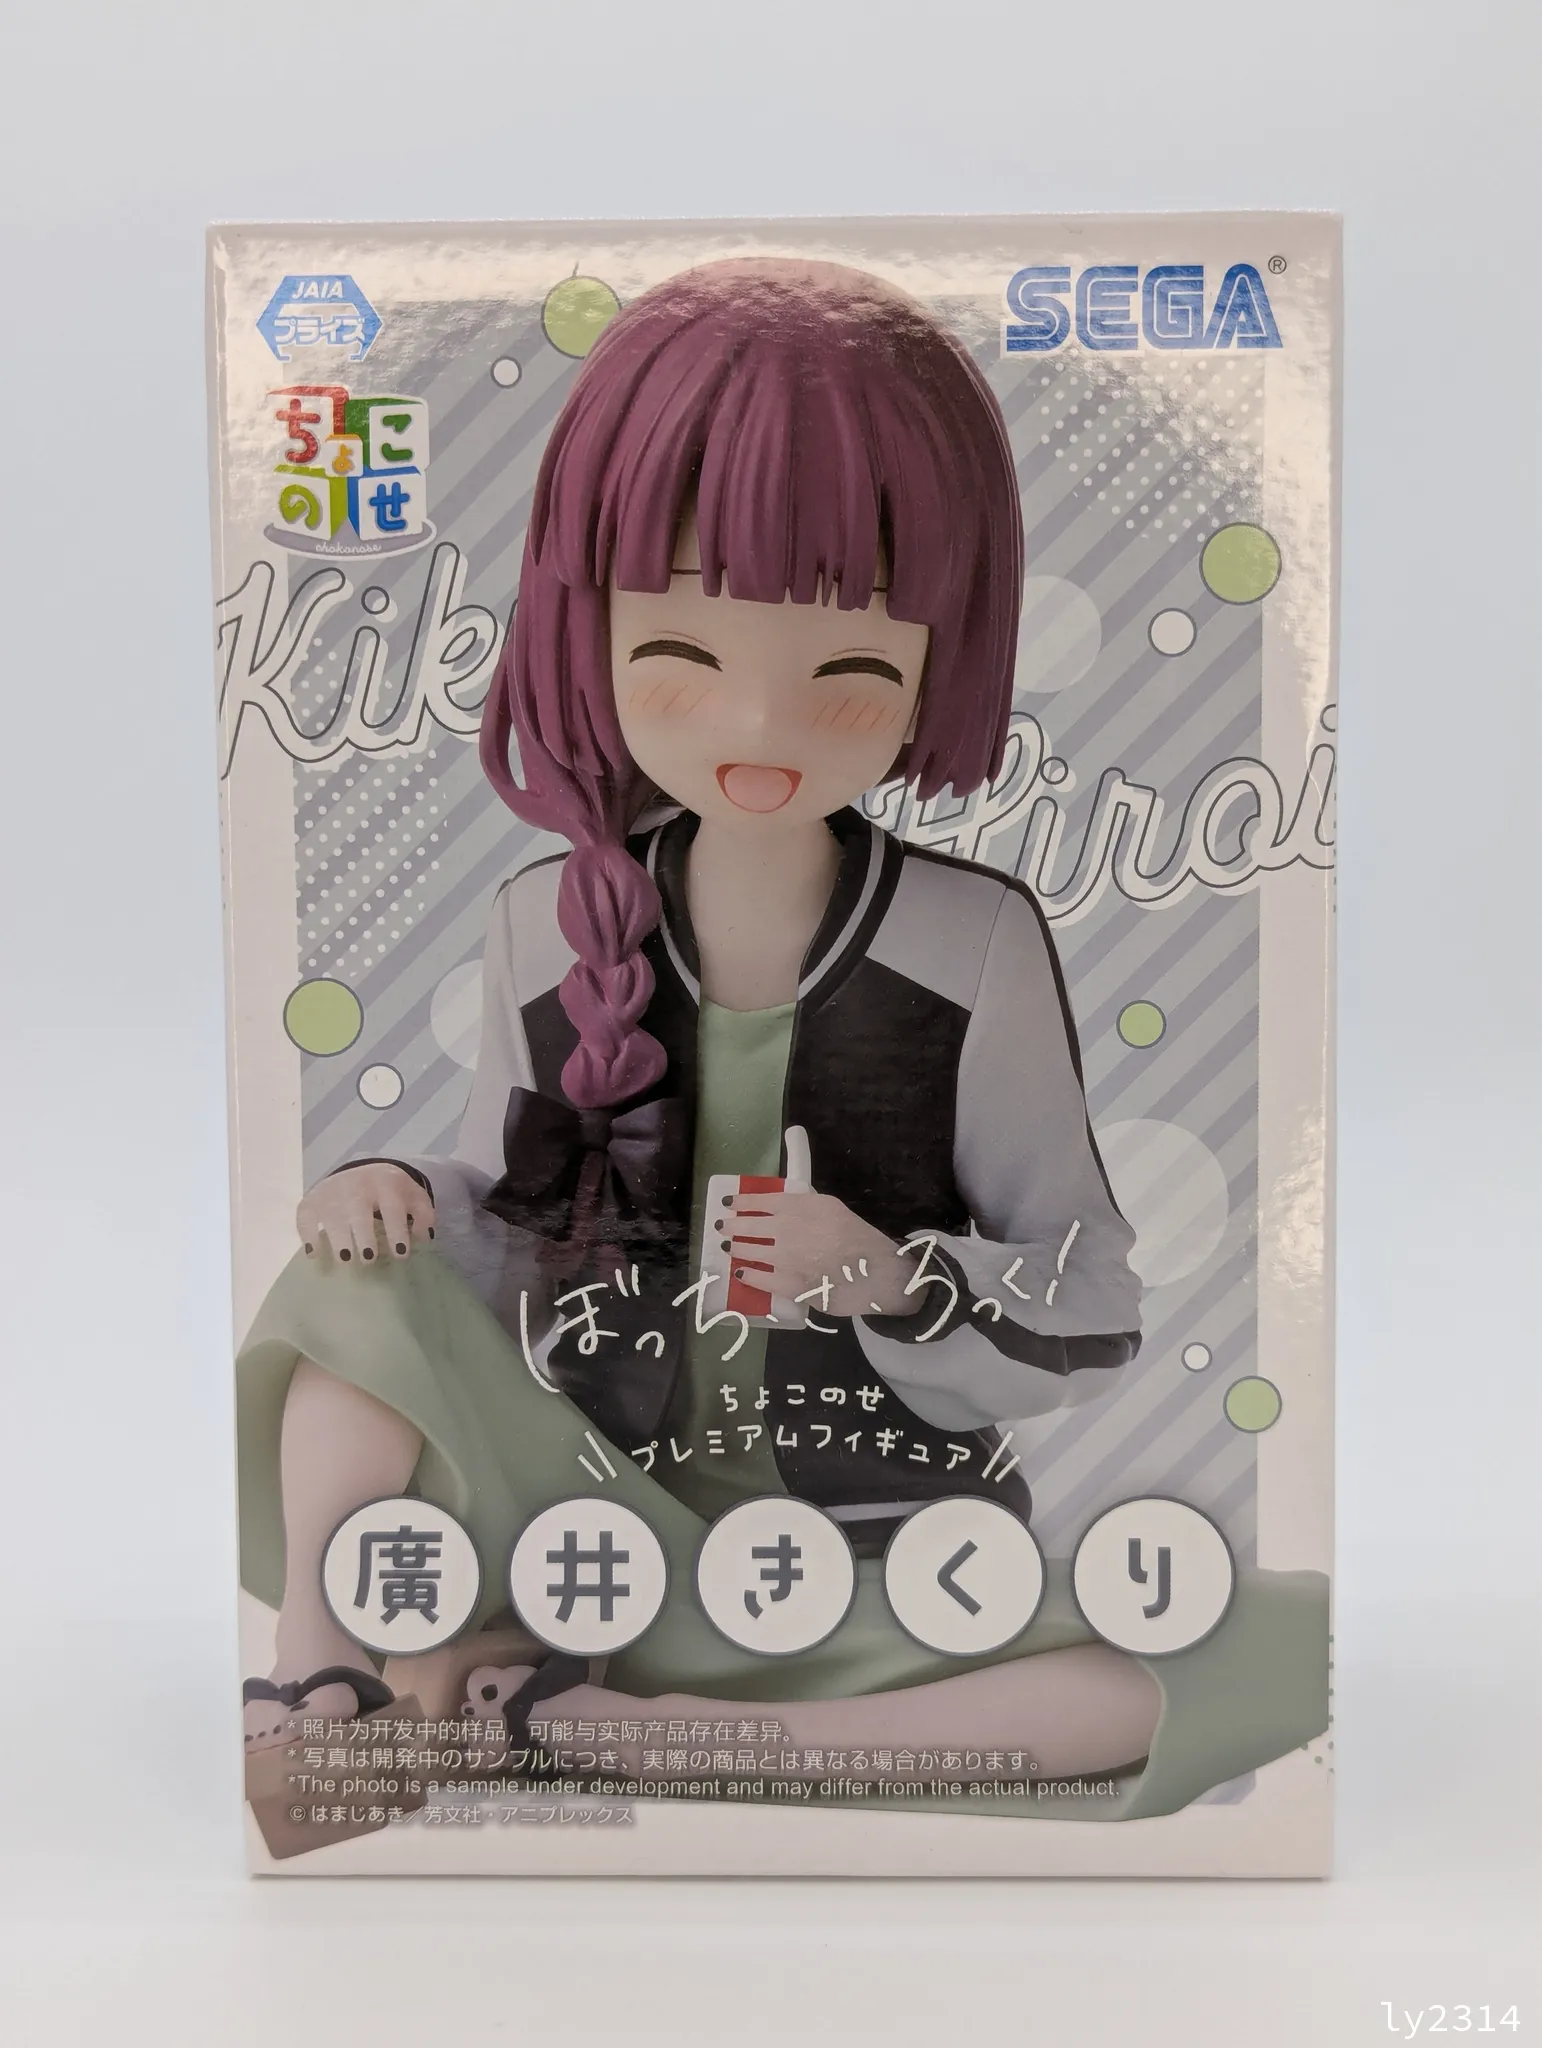 JAIA
プライズ
SEGA®
ちょこ
のせ
chokonose
Kik
Hiroi
ぼっち・ざ・ろっく!
ちょこのせ
プレミアムフィギュア
廣井きくり
*照片为开发中的样品,可能与实际产品存在差异。
*写真は開発中のサンプルにつき、実際の商品とは異なる場合があります。
*The photo is a sample under development and may differ from the actual product.
© はまじあき/芳文社・アニプレックス
ly2314